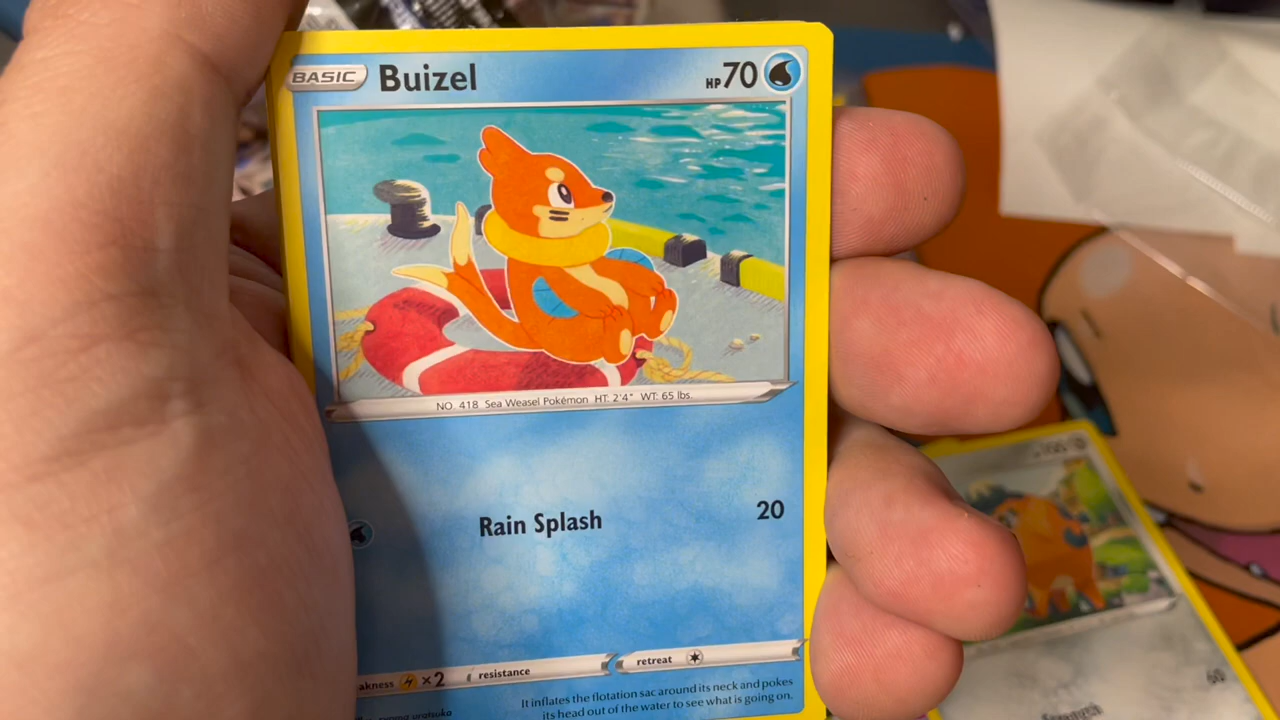 BASIC Buizel HP 70
NO. 418 Sea Weasel Pokémon HT: 2'4" WT: 65 lbs.
Rain Splash 20
akness ×2 resistance retreat
It inflates the flotation sac around its neck and pokes
its head out of the water to see what is going on.